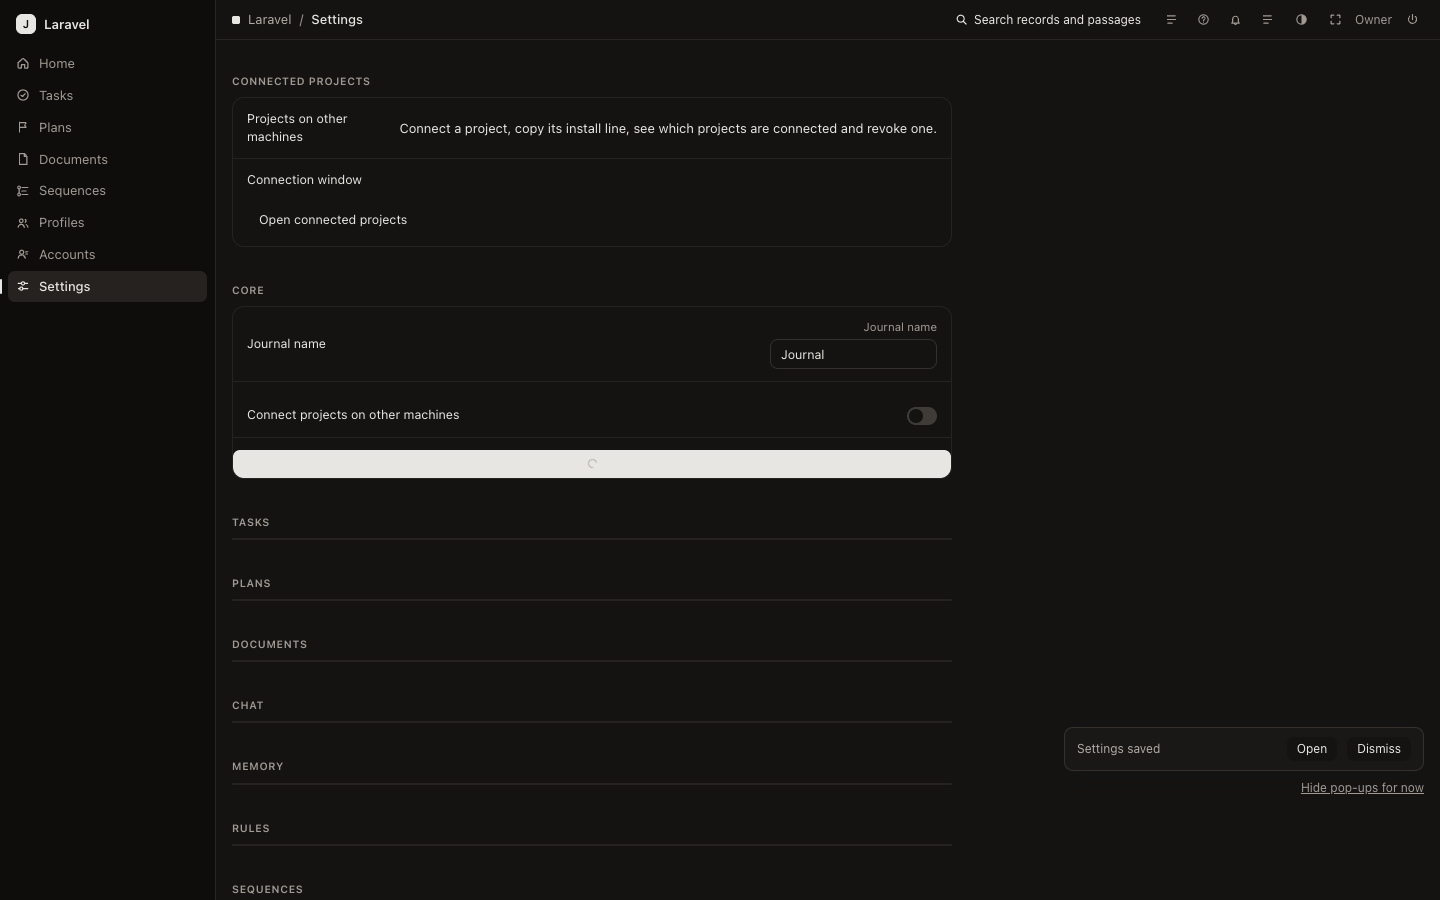 J Laravel
Home
Tasks
Plans
Documents
Sequences
Profiles
Accounts
Settings
Laravel / Settings
Search records and passages
Owner
CONNECTED PROJECTS
Projects on other machines
Connect a project, copy its install line, see which projects are connected and revoke one.
Connection window
Open connected projects
CORE
Journal name
Journal name
Journal
Connect projects on other machines
TASKS
PLANS
DOCUMENTS
CHAT
MEMORY
RULES
SEQUENCES
Settings saved
Open
Dismiss
Hide pop-ups for now